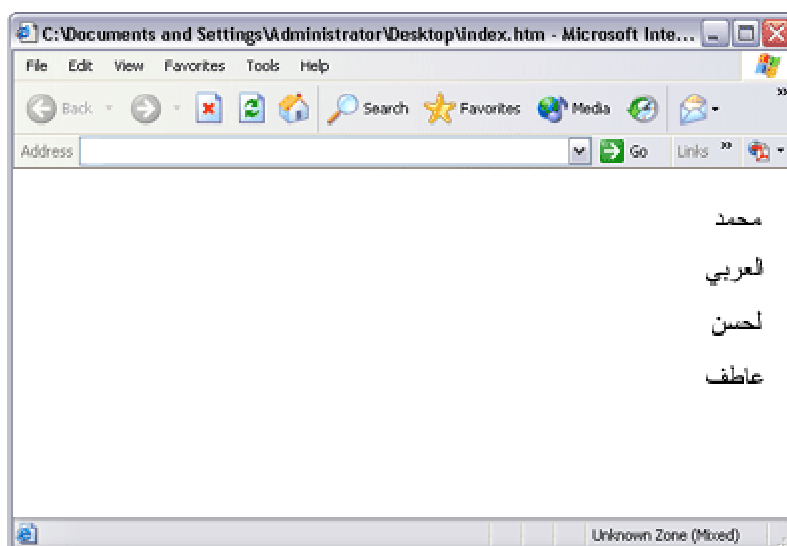 C:\Documents and Settings\Administrator\Desktop\index.htm - Microsoft Inte...
File Edit View Favorites Tools Help
Back Search Favorites Media »
Address Go Links »
محمد
العربي
لحسن
عاطف
Unknown Zone (Mixed)